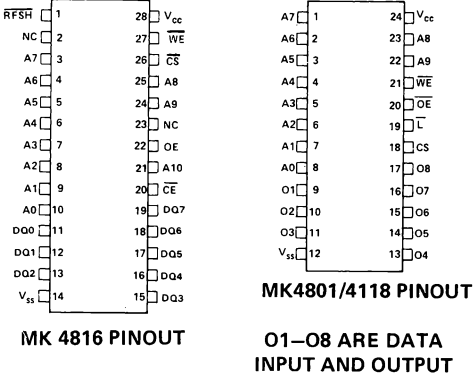 RFSH 1 28 Vcc
NC 2 27 WE
A7 3 26 CS
A6 4 25 A8
A5 5 24 A9
A4 6 23 NC
A3 7 22 OE
A2 8 21 A10
A1 9 20 CE
A0 10 19 DQ7
DQ0 11 18 DQ6
DQ1 12 17 DQ5
DQ2 13 16 DQ4
Vss 14 15 DQ3
MK 4816 PINOUT
A7 1 24 Vcc
A6 2 23 A8
A5 3 22 A9
A4 4 21 WE
A3 5 20 OE
A2 6 19 L
A1 7 18 CS
A0 8 17 O8
O1 9 16 O7
O2 10 15 O6
O3 11 14 O5
Vss 12 13 O4
MK4801/4118 PINOUT
O1–O8 ARE DATA
INPUT AND OUTPUT